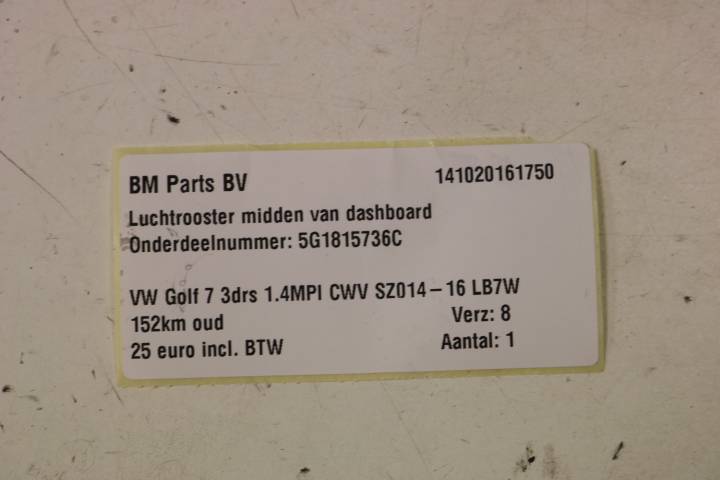 BM Parts BV 141020161750
Luchtrooster midden van dashboard
Onderdeelnummer: 5G1815736C
VW Golf 7 3drs 1.4MPI CWV SZ014-16 LB7W
152km oud Verz: 8
25 euro incl. BTW Aantal: 1